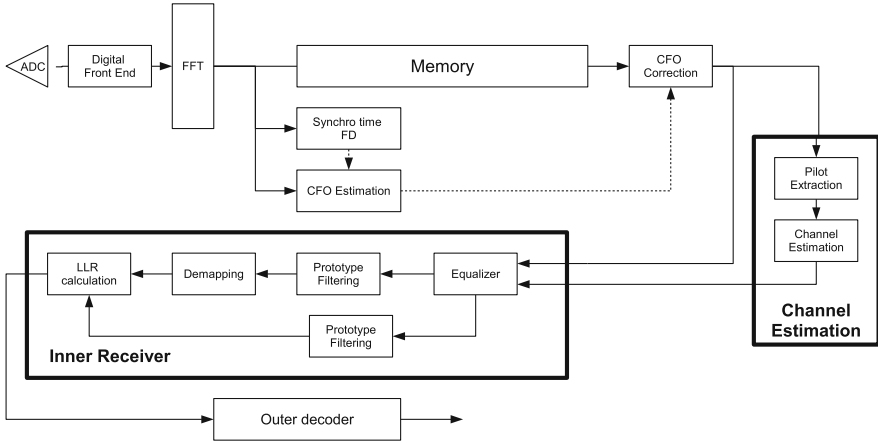 ADC
Digital
Front End
FFT
Memory
CFO
Correction
Synchro time
FD
CFO Estimation
Pilot
Extraction
Channel
Estimation
Channel
Estimation
LLR
calculation
Demapping
Prototype
Filtering
Equalizer
Prototype
Filtering
Inner Receiver
Outer decoder